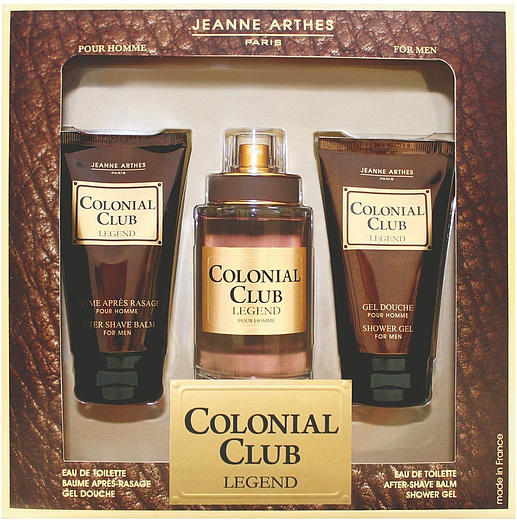 JEANNE ARTHES
PARIS
POUR HOMME
FOR MEN
JEANNE ARTHES
PARIS
COLONIAL
CLUB
LEGEND
BAUME APRÈS RASAGE
POUR HOMME
AFTER SHAVE BALM
FOR MEN
COLONIAL
CLUB
LEGEND
POUR HOMME
JEANNE ARTHES
PARIS
COLONIAL
CLUB
LEGEND
GEL DOUCHE
POUR HOMME
SHOWER GEL
FOR MEN
COLONIAL
CLUB
LEGEND
EAU DE TOILETTE
BAUME APRÈS-RASAGE
GEL DOUCHE
EAU DE TOILETTE
AFTER-SHAVE BALM
SHOWER GEL
made in France